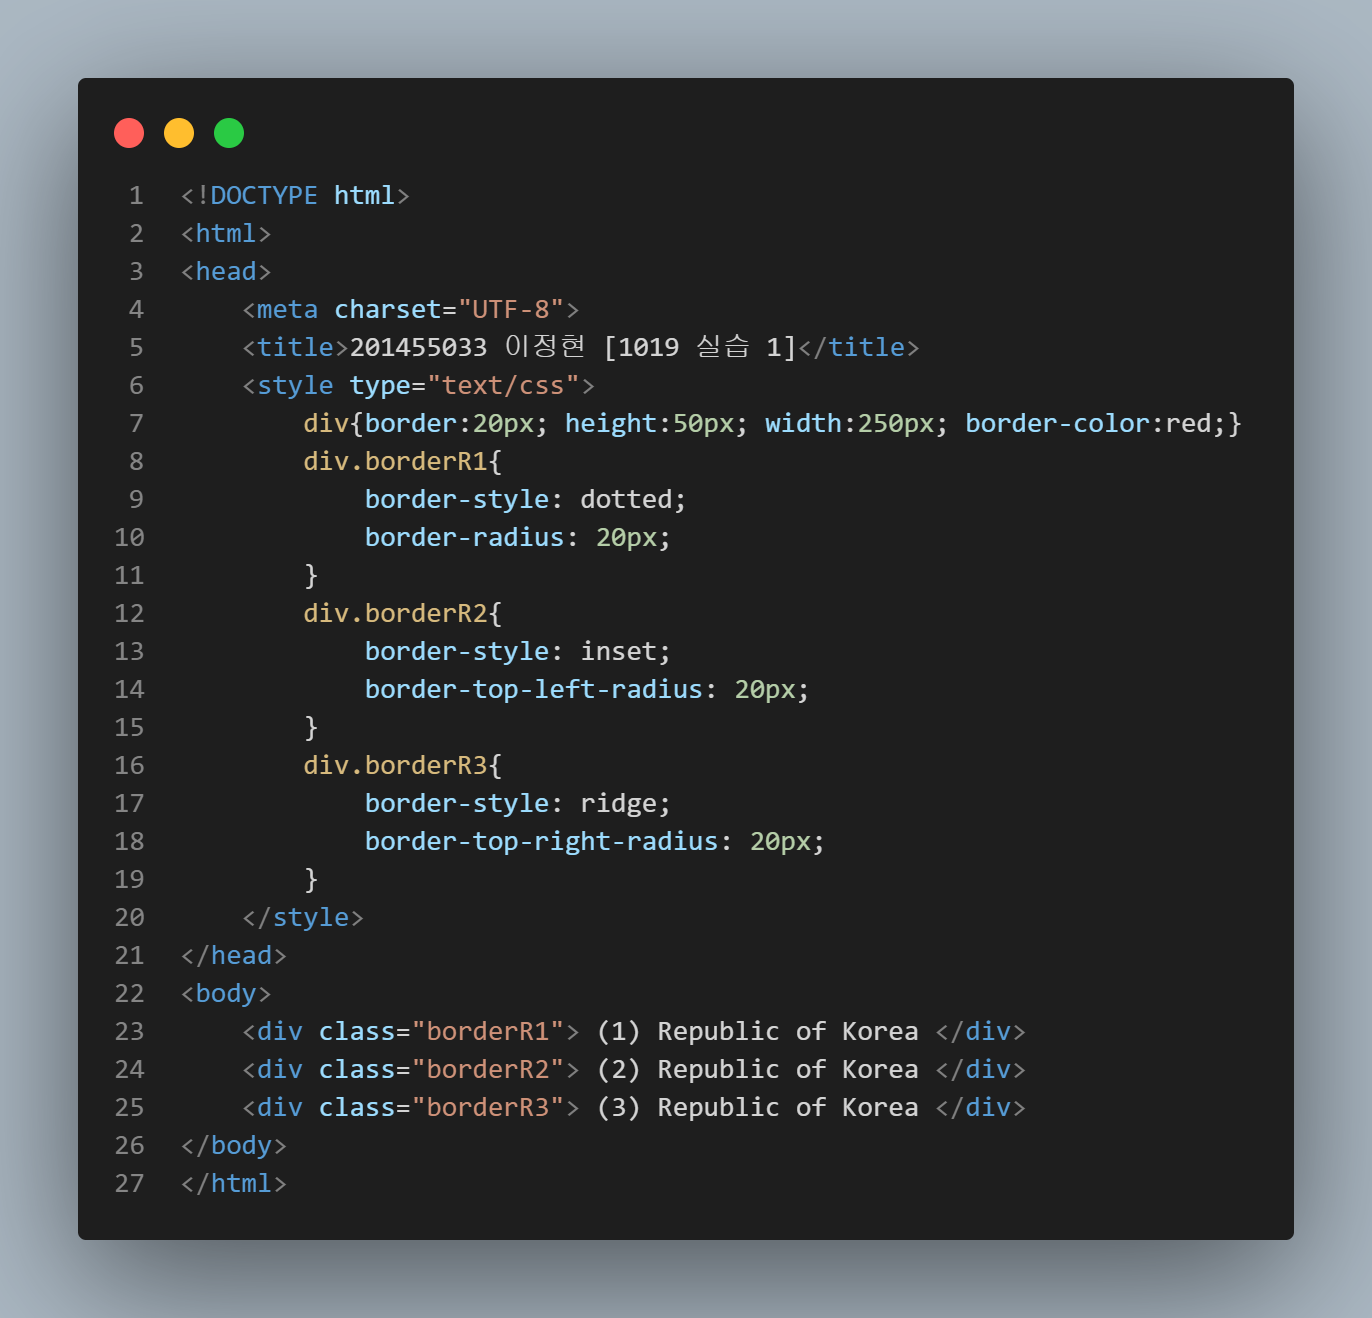 1 <!DOCTYPE html>
2 <html>
3 <head>
4     <meta charset="UTF-8">
5     <title>201455033 이정현 [1019 실습 1]</title>
6     <style type="text/css">
7         div{border:20px; height:50px; width:250px; border-color:red;}
8         div.borderR1{
9             border-style: dotted;
10             border-radius: 20px;
11         }
12         div.borderR2{
13             border-style: inset;
14             border-top-left-radius: 20px;
15         }
16         div.borderR3{
17             border-style: ridge;
18             border-top-right-radius: 20px;
19         }
20     </style>
21 </head>
22 <body>
23     <div class="borderR1"> (1) Republic of Korea </div>
24     <div class="borderR2"> (2) Republic of Korea </div>
25     <div class="borderR3"> (3) Republic of Korea </div>
26 </body>
27 </html>